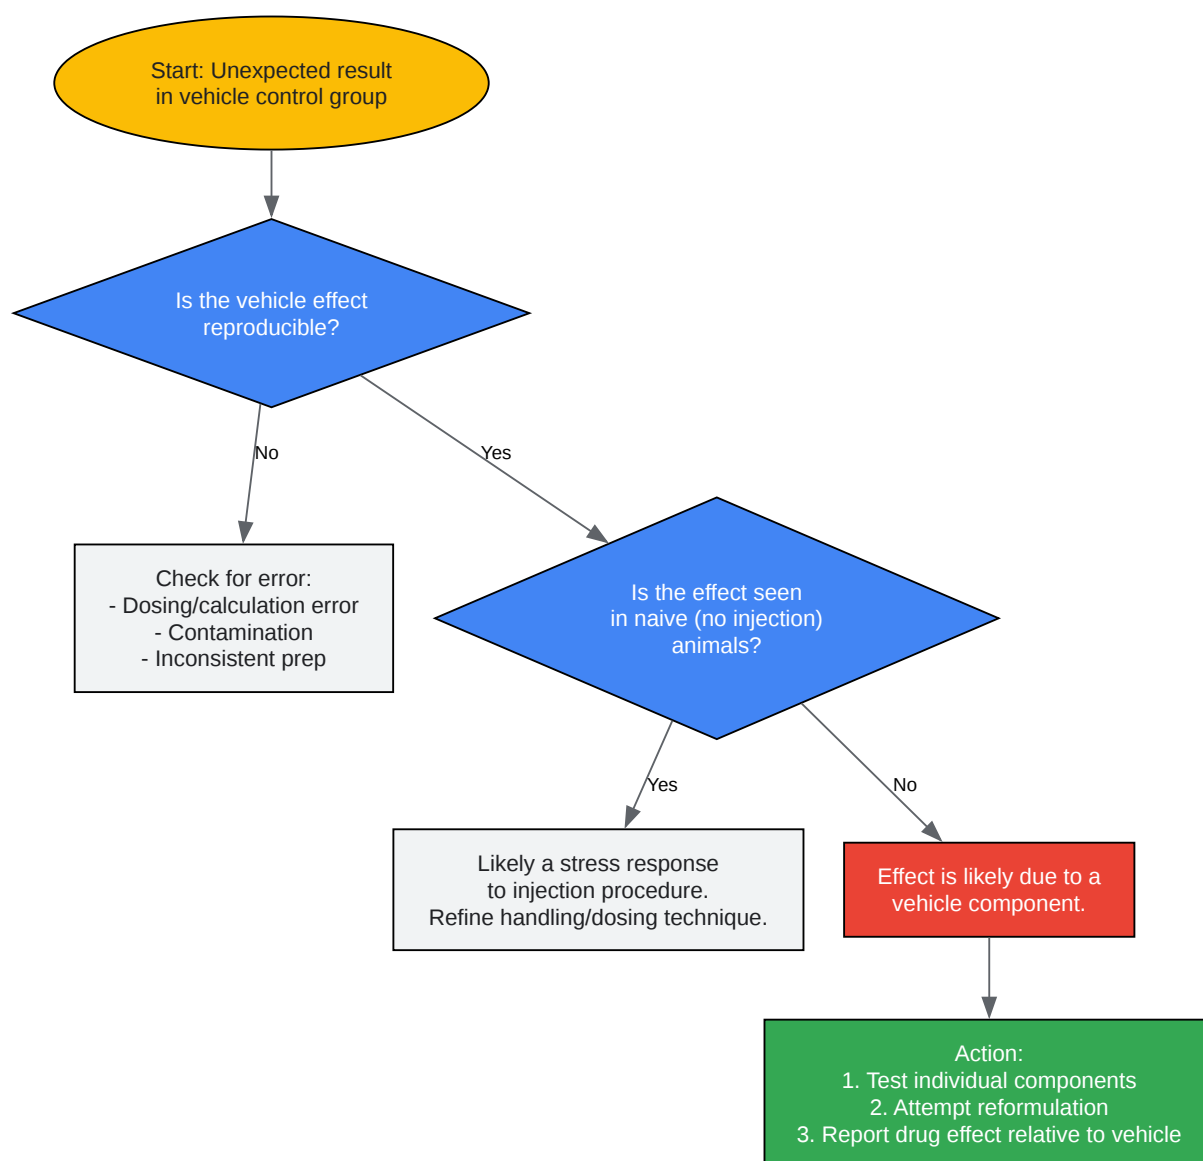 Start: Unexpected result
in vehicle control group
Is the vehicle effect
reproducible?
No
Yes
Check for error:
- Dosing/calculation error
- Contamination
- Inconsistent prep
Is the effect seen
in naive (no injection)
animals?
Yes
No
Likely a stress response
to injection procedure.
Refine handling/dosing technique.
Effect is likely due to a
vehicle component.
Action:
1. Test individual components
2. Attempt reformulation
3. Report drug effect relative to vehicle